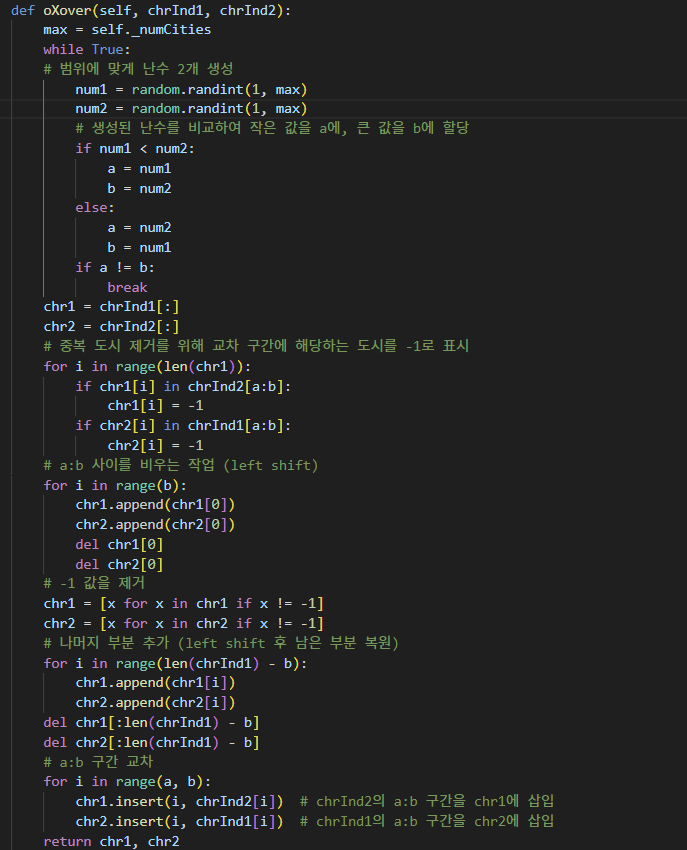 def oXover(self, chrInd1, chrInd2):
    max = self._numCities
    while True:
    # 범위에 맞게 난수 2개 생성
        num1 = random.randint(1, max)
        num2 = random.randint(1, max)
        # 생성된 난수를 비교하여 작은 값을 a에, 큰 값을 b에 할당
        if num1 < num2:
            a = num1
            b = num2
        else:
            a = num2
            b = num1
        if a != b:
            break
    chr1 = chrInd1[:]
    chr2 = chrInd2[:]
    # 중복 도시 제거를 위해 교차 구간에 해당하는 도시를 -1로 표시
    for i in range(len(chr1)):
        if chr1[i] in chrInd2[a:b]:
            chr1[i] = -1
        if chr2[i] in chrInd1[a:b]:
            chr2[i] = -1
    # a:b 사이를 비우는 작업 (left shift)
    for i in range(b):
        chr1.append(chr1[0])
        chr2.append(chr2[0])
        del chr1[0]
        del chr2[0]
    # -1 값을 제거
    chr1 = [x for x in chr1 if x != -1]
    chr2 = [x for x in chr2 if x != -1]
    # 나머지 부분 추가 (left shift 후 남은 부분 복원)
    for i in range(len(chrInd1) - b):
        chr1.append(chr1[i])
        chr2.append(chr2[i])
    del chr1[:len(chrInd1) - b]
    del chr2[:len(chrInd1) - b]
    # a:b 구간 교차
    for i in range(a, b):
        chr1.insert(i, chrInd2[i])  # chrInd2의 a:b 구간을 chr1에 삽입
        chr2.insert(i, chrInd1[i])  # chrInd1의 a:b 구간을 chr2에 삽입
    return chr1, chr2